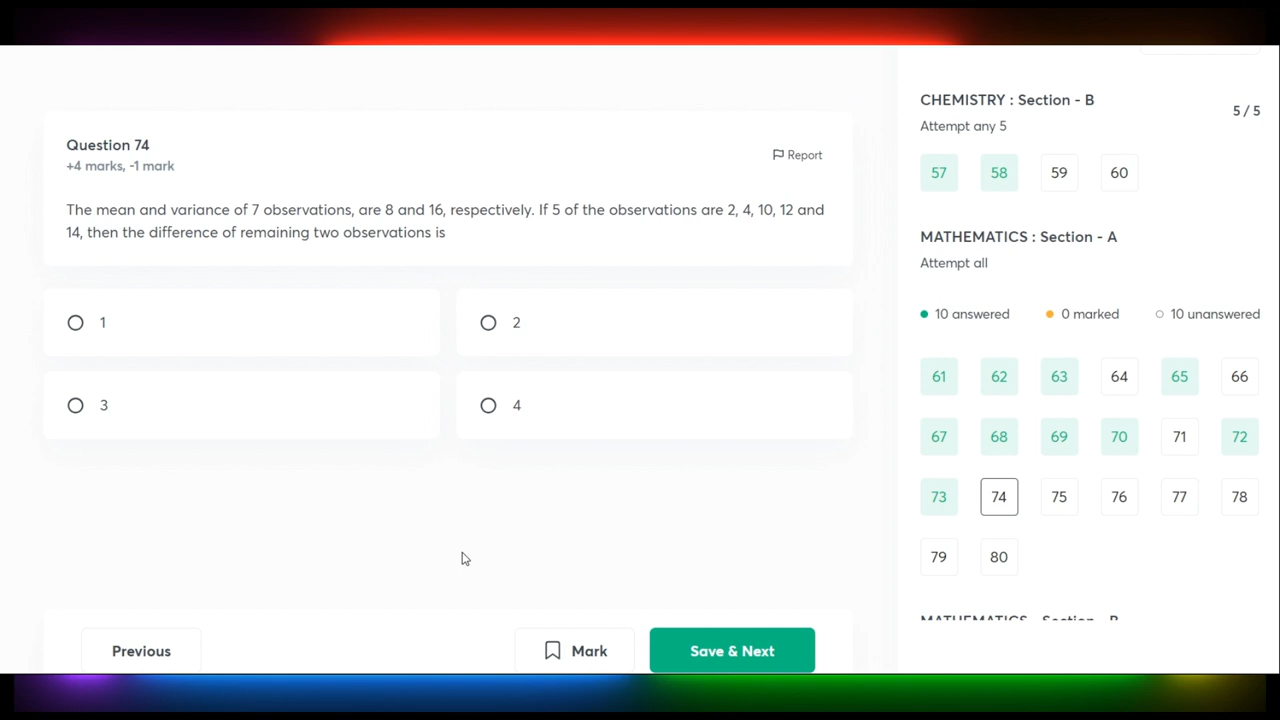 Question 74
+4 marks, -1 mark
Report
The mean and variance of 7 observations, are 8 and 16, respectively. If 5 of the observations are 2, 4, 10, 12 and
14, then the difference of remaining two observations is
1
2
3
4
Previous
Mark
Save & Next
CHEMISTRY : Section - B
5 / 5
Attempt any 5
57 58 59 60
MATHEMATICS : Section - A
Attempt all
10 answered 0 marked 10 unanswered
61 62 63 64 65 66
67 68 69 70 71 72
73 74 75 76 77 78
79 80
MATHEMATICS : Section - B